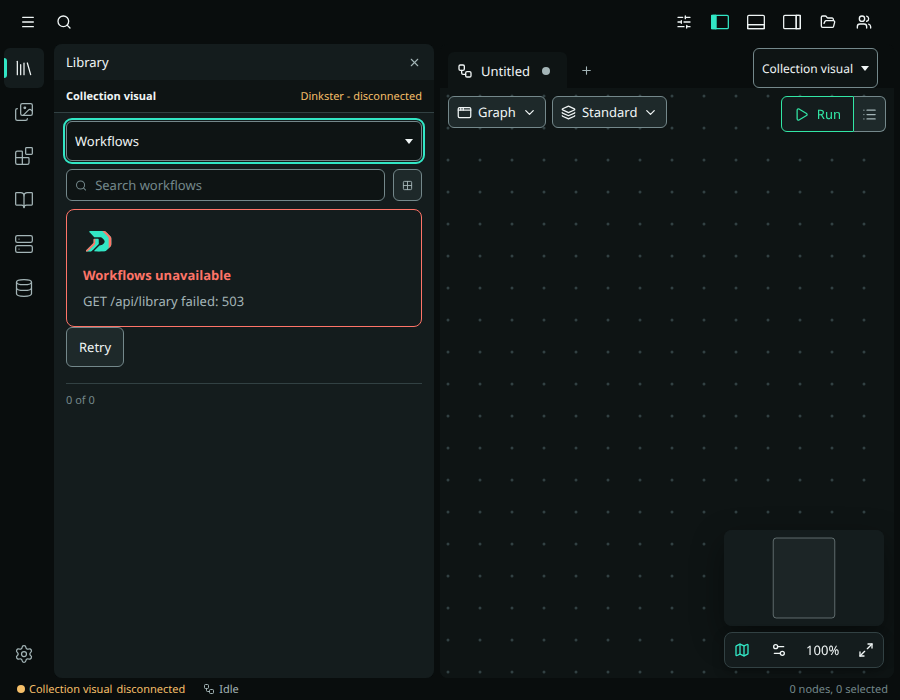 Library
Collection visual
Dinkster - disconnected
Workflows
Search workflows
Workflows unavailable
GET /api/library failed: 503
Retry
0 of 0
Untitled
Collection visual
Graph
Standard
Run
100%
Collection visual disconnected
Idle
0 nodes, 0 selected